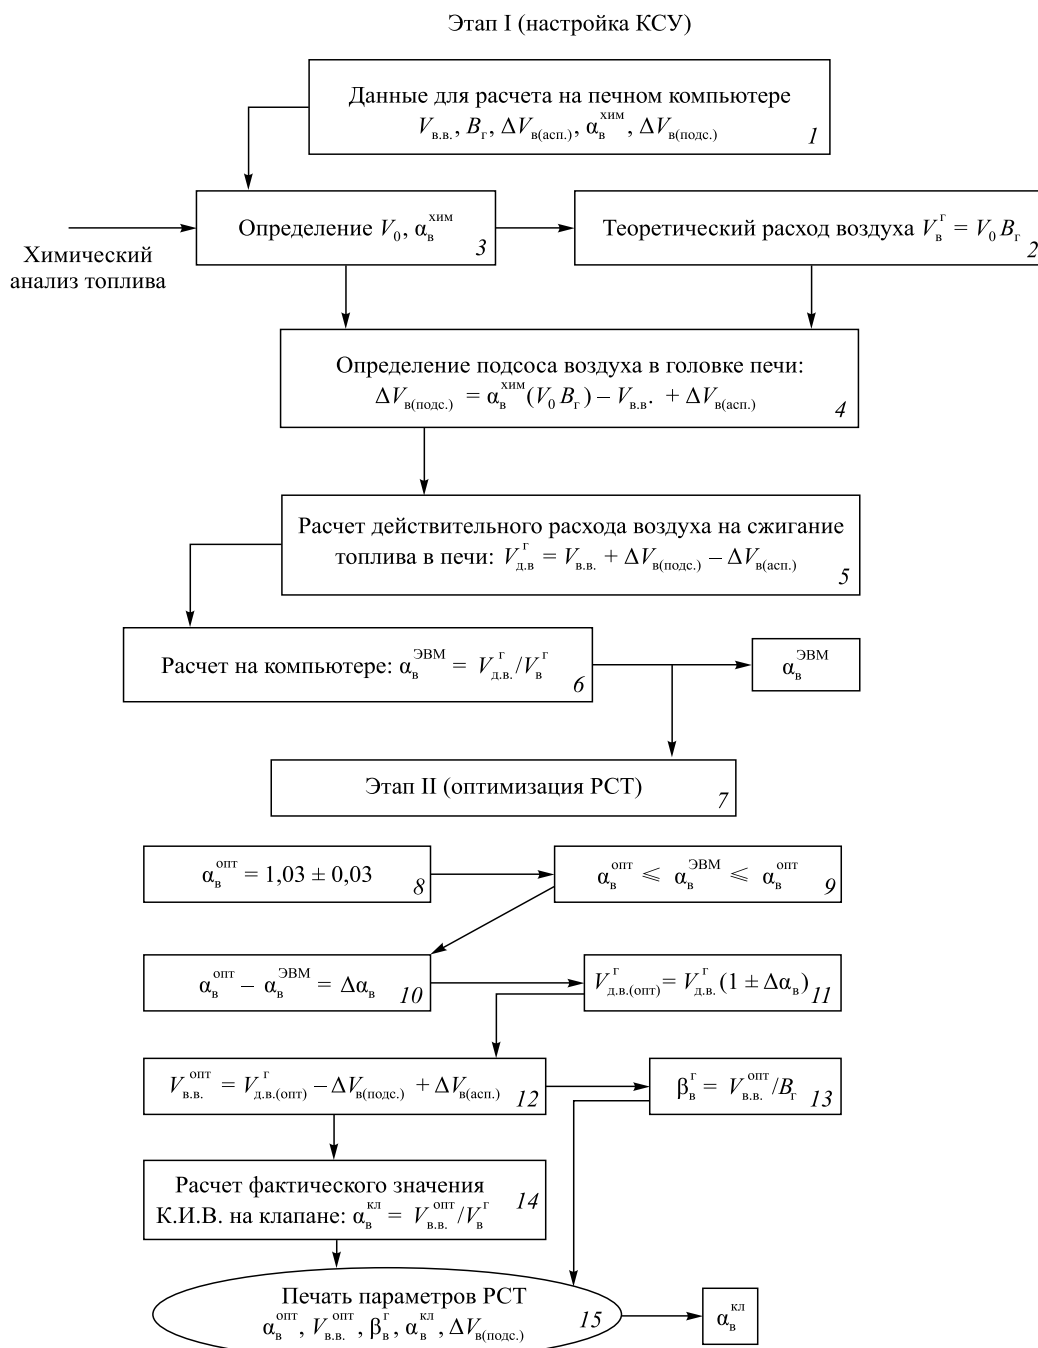 Этап I (настройка КСУ)
Данные для расчета на печном компьютере
V_в.в., B_г, ΔV_в(асп.), α_в^хим, ΔV_в(подс.)
1
Определение V_0, α_в^хим
3
Теоретический расход воздуха V_в^г = V_0 B_г
2
Химический
анализ топлива
Определение подсоса воздуха в головке печи:
ΔV_в(подс.) = α_в^хим (V_0 B_г) – V_в.в. + ΔV_в(асп.)
4
Расчет действительного расхода воздуха на сжигание
топлива в печи: V_д.в^г = V_в.в. + ΔV_в(подс.) – ΔV_в(асп.)
5
Расчет на компьютере: α_в^ЭВМ = V_д.в.^г/V_в^г
6
α_в^ЭВМ
Этап II (оптимизация РСТ)
7
α_в^опт = 1,03 ± 0,03
8
α_в^опт ⩽ α_в^ЭВМ ⩽ α_в^опт
9
α_в^опт – α_в^ЭВМ = Δα_в
10
V_д.в.(опт)^г = V_д.в.^г (1 ± Δα_в)
11
V_в.в.^опт = V_д.в.(опт)^г – ΔV_в(подс.) + ΔV_в(асп.)
12
β_в^г = V_в.в.^опт/B_г
13
Расчет фактического значения
К.И.В. на клапане: α_в^кл = V_в.в.^опт/V_в^г
14
Печать параметров РСТ
α_в^опт, V_в.в.^опт, β_в^г, α_в^кл, ΔV_в(подс.)
15
α_в^кл